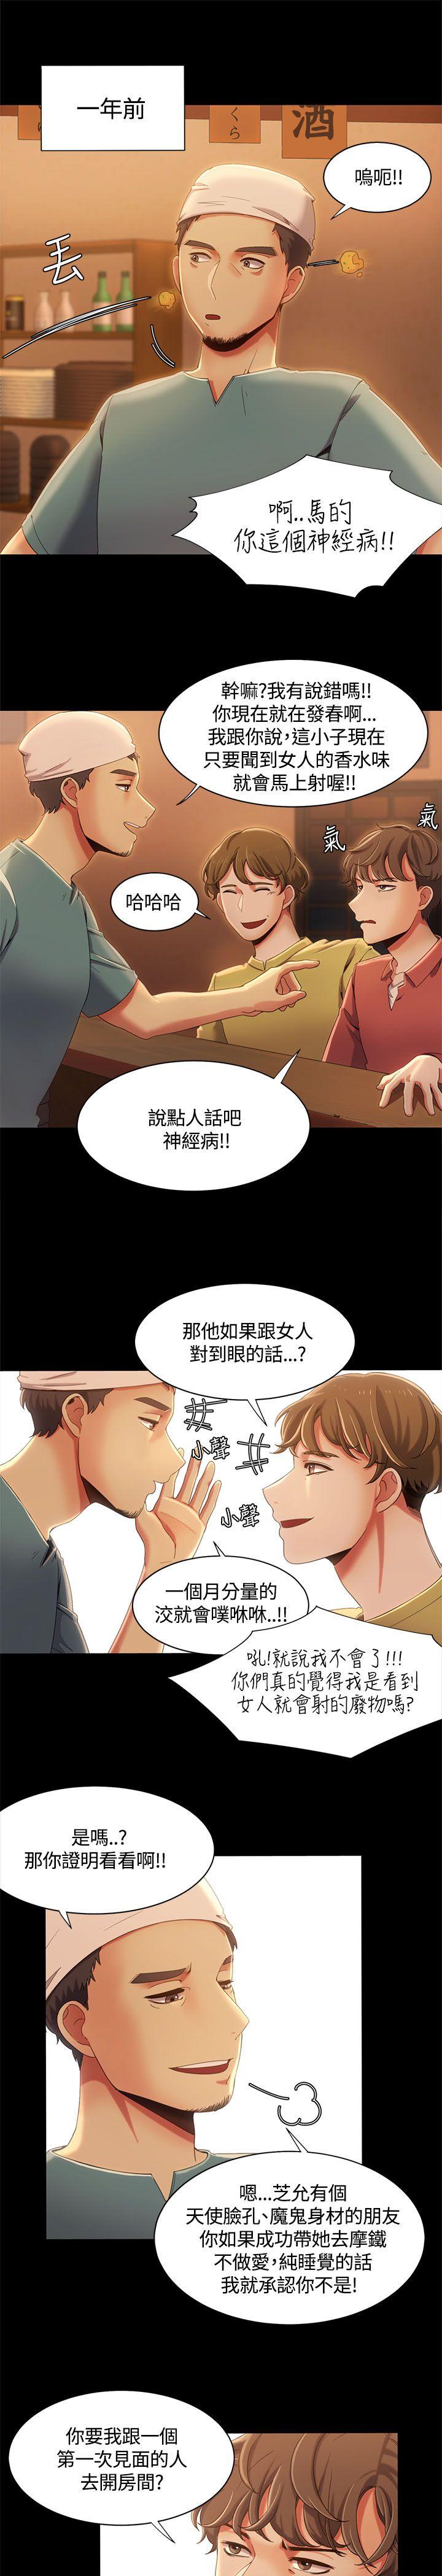 一年前
くら
酒
嗚呃!!
丟
啊..馬的
你這個神經病!!
幹嘛?我有說錯嗎!!
你現在就在發春啊...
我跟你說,這小子現在
只要聞到女人的香水味
就會馬上射喔!!
氣
氣
哈哈哈
說點人話吧
神經病!!
那他如果跟女人
對到眼的話...?
小聲
小聲
一個月分量的
洨就會噗咻咻..!!
吼!就說我不會了!!!
你們真的覺得我是看到
女人就會射的廢物嗎?
是嗎..?
那你證明看看啊!!
嗯...芝允有個
天使臉孔、魔鬼身材的朋友
你如果成功帶她去摩鐵
不做愛,純睡覺的話
我就承認你不是!
你要我跟一個
第一次見面的人
去開房間?